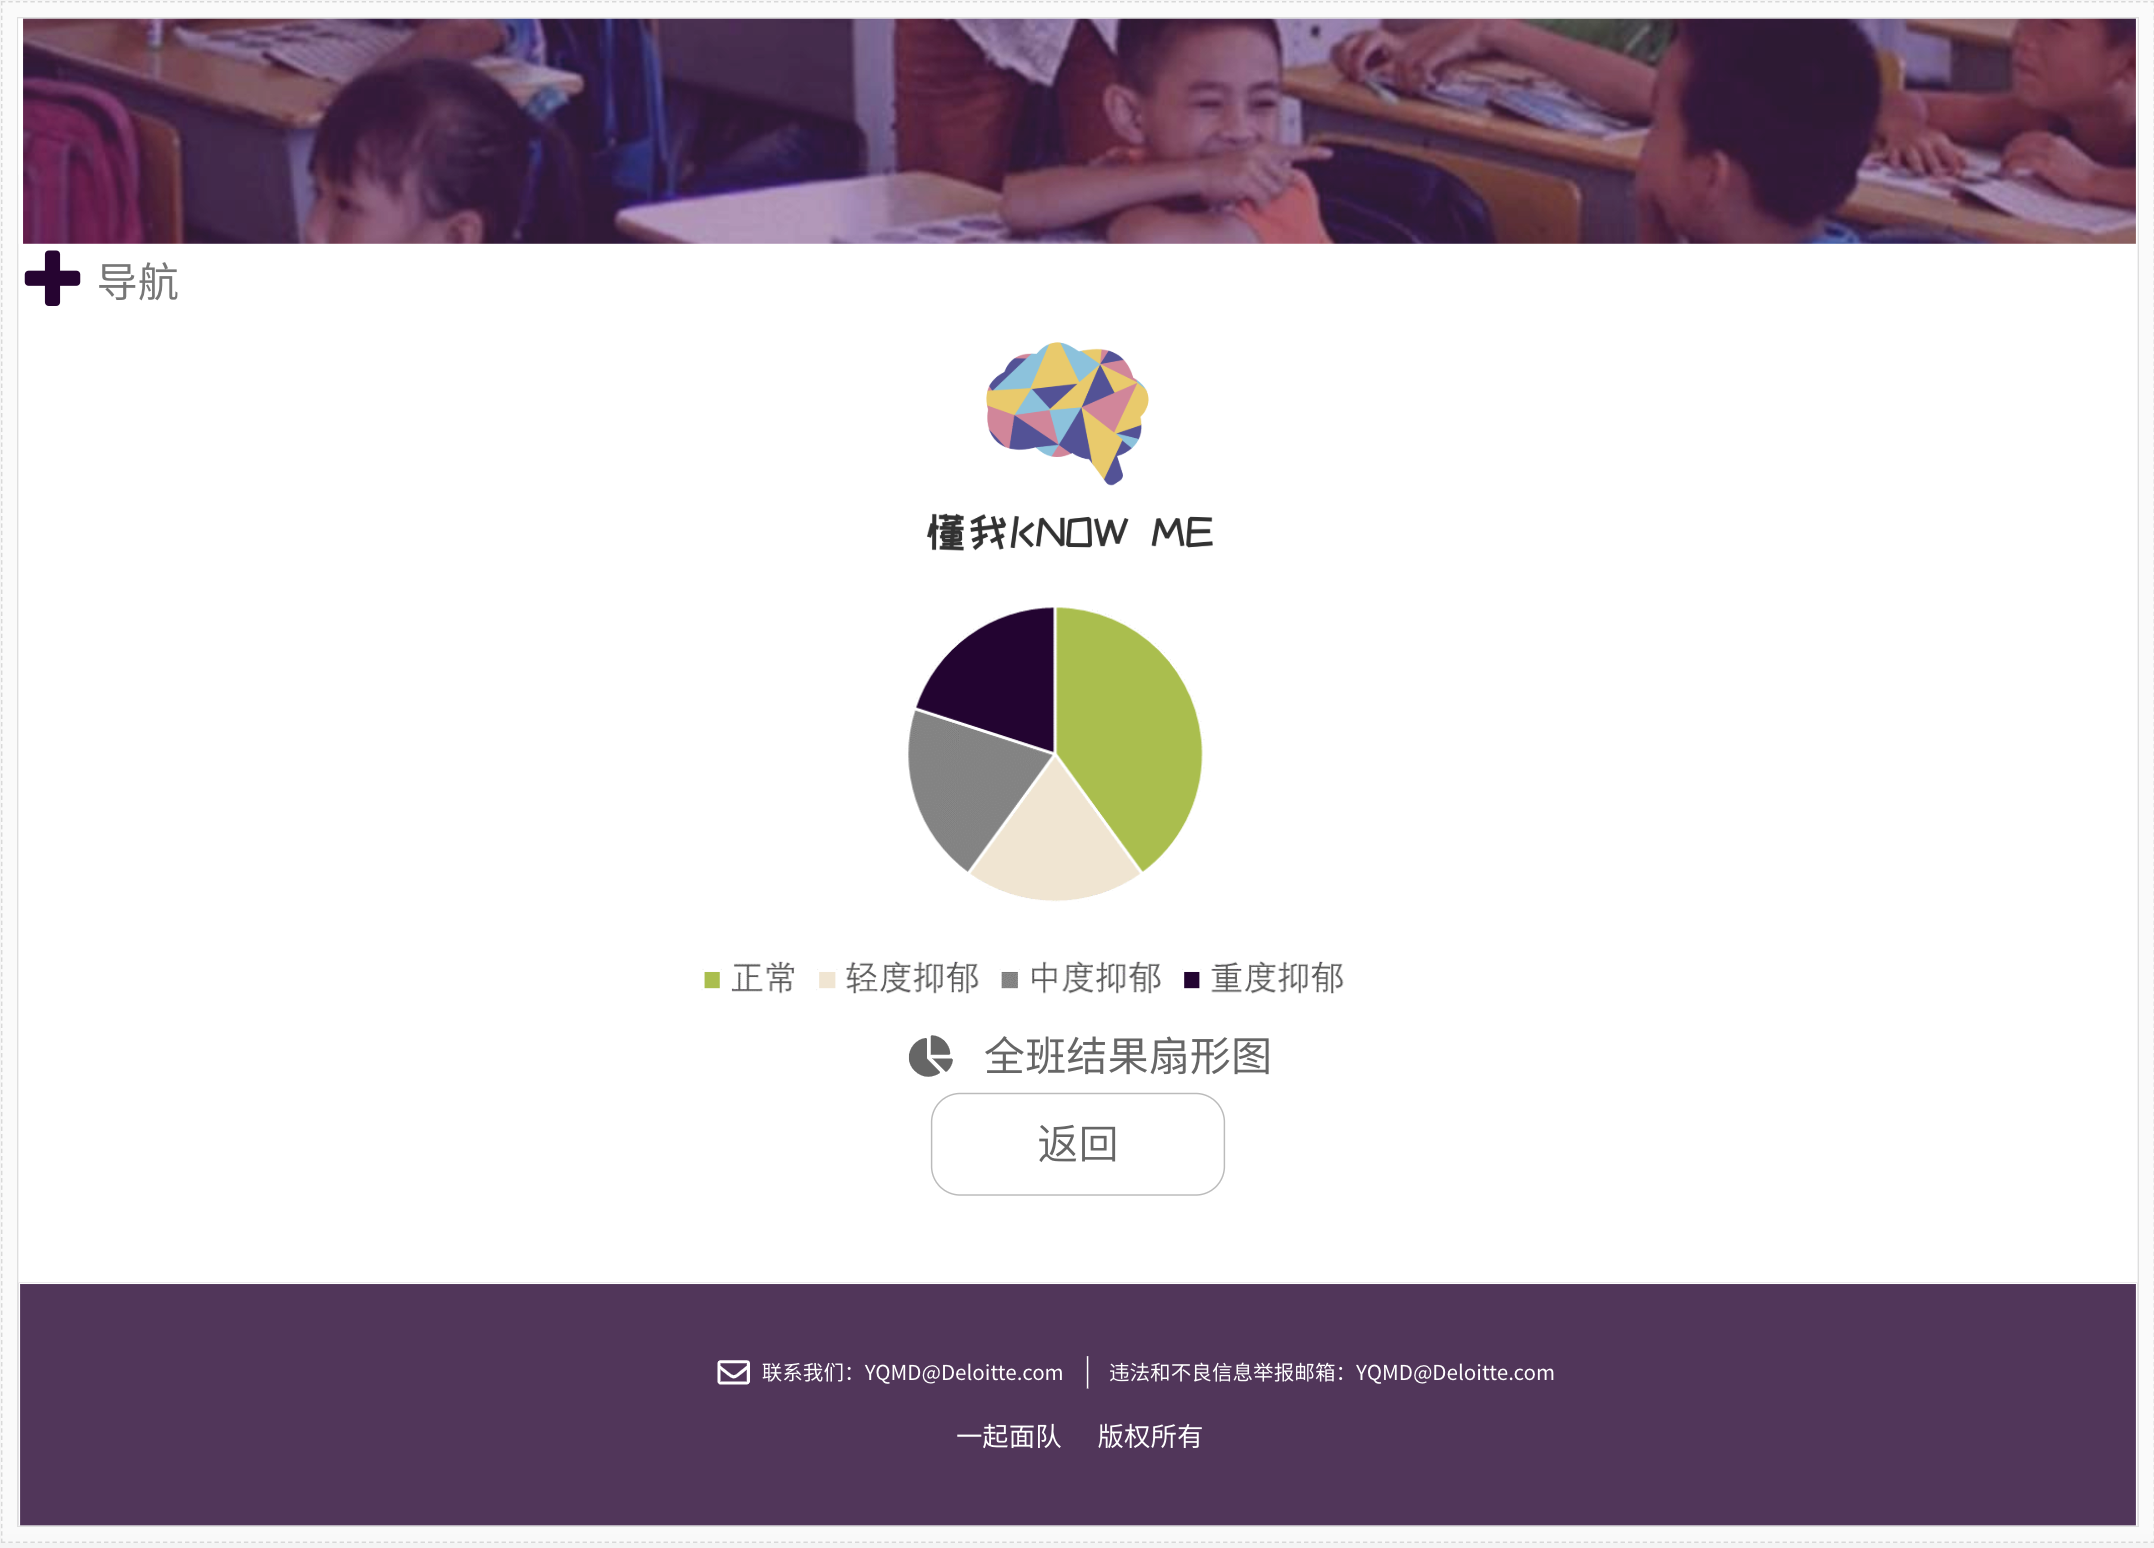 导航
懂我KNOW ME
正常 轻度抑郁 中度抑郁 重度抑郁
全班结果扇形图
返回
联系我们：YQMD@Deloitte.com 违法和不良信息举报邮箱：YQMD@Deloitte.com
一起面队 版权所有